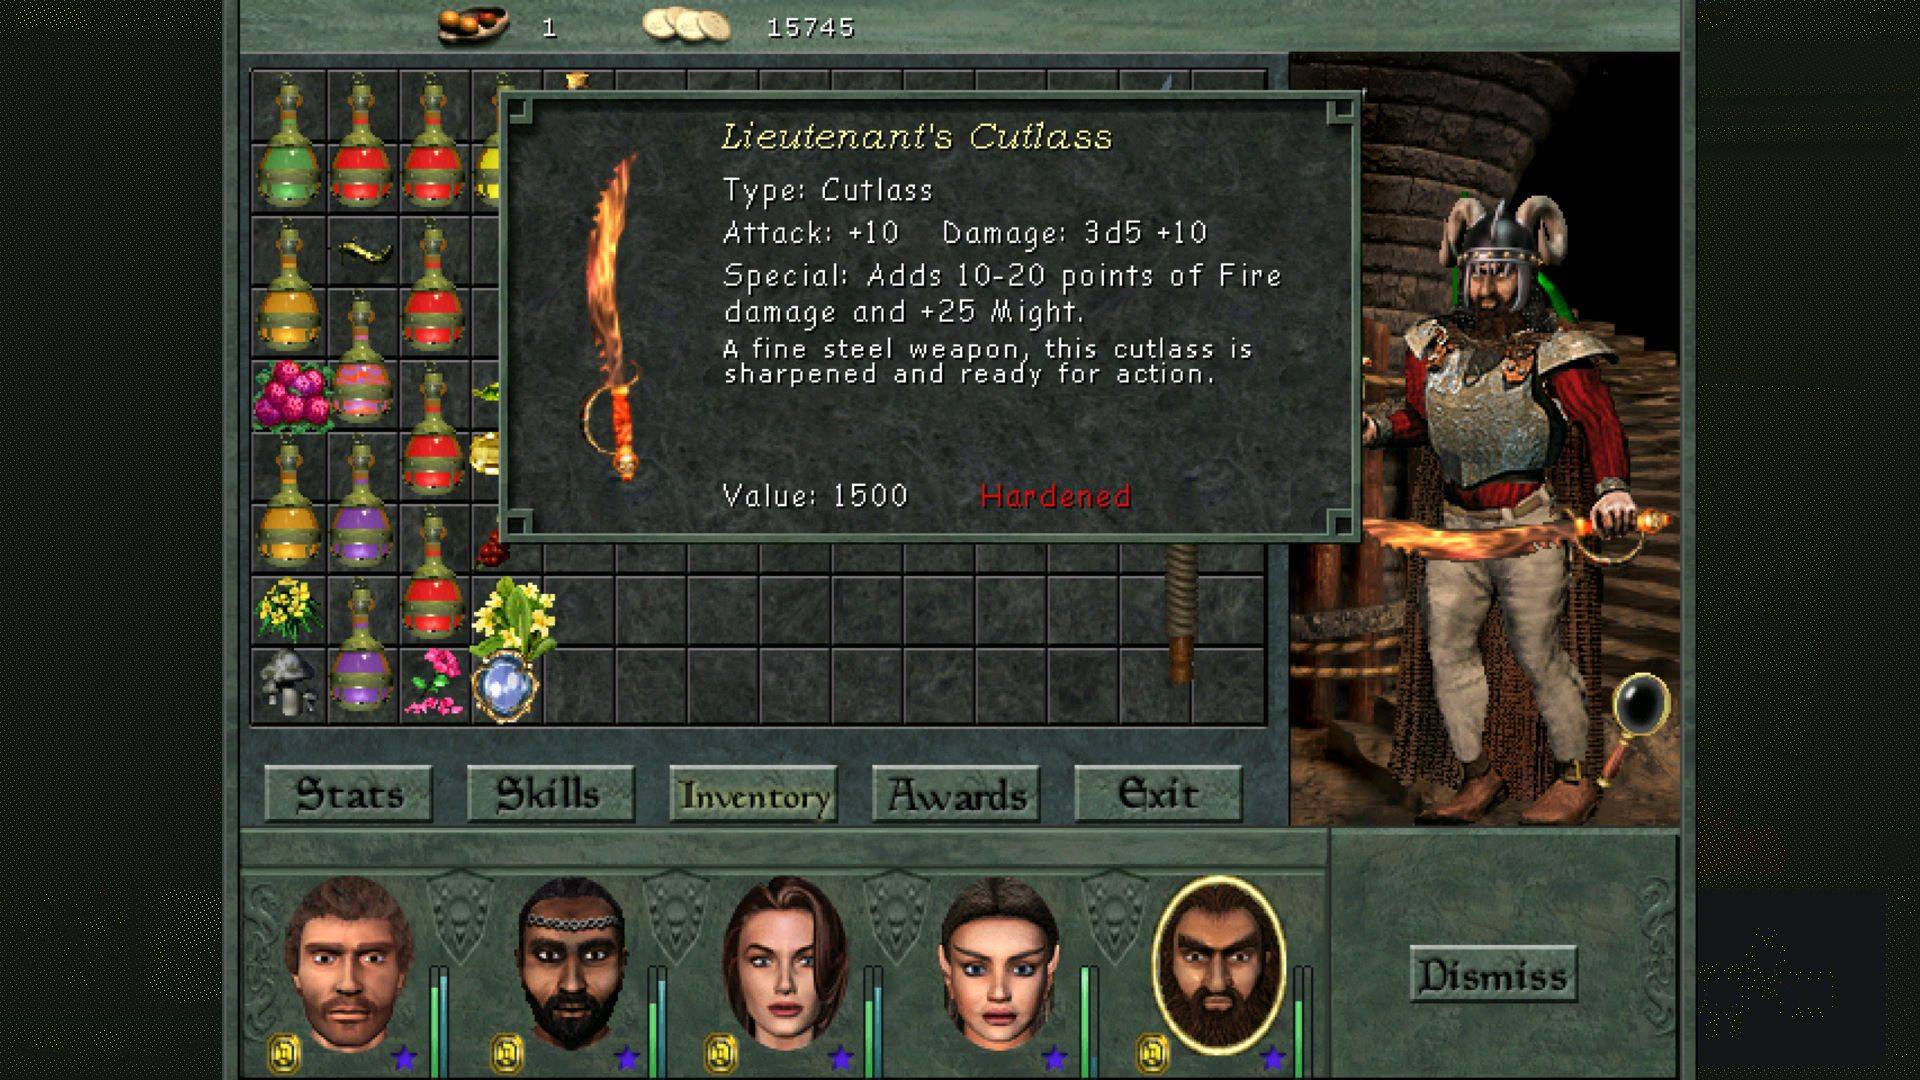 1 15745
Lieutenant's Cutlass
Type: Cutlass
Attack: +10 Damage: 3d5 +10
Special: Adds 10-20 points of Fire
damage and +25 Might.
A fine steel weapon, this cutlass is
sharpened and ready for action.
Value: 1500 Hardened
Stats Skills Inventory Awards Exit
Dismiss